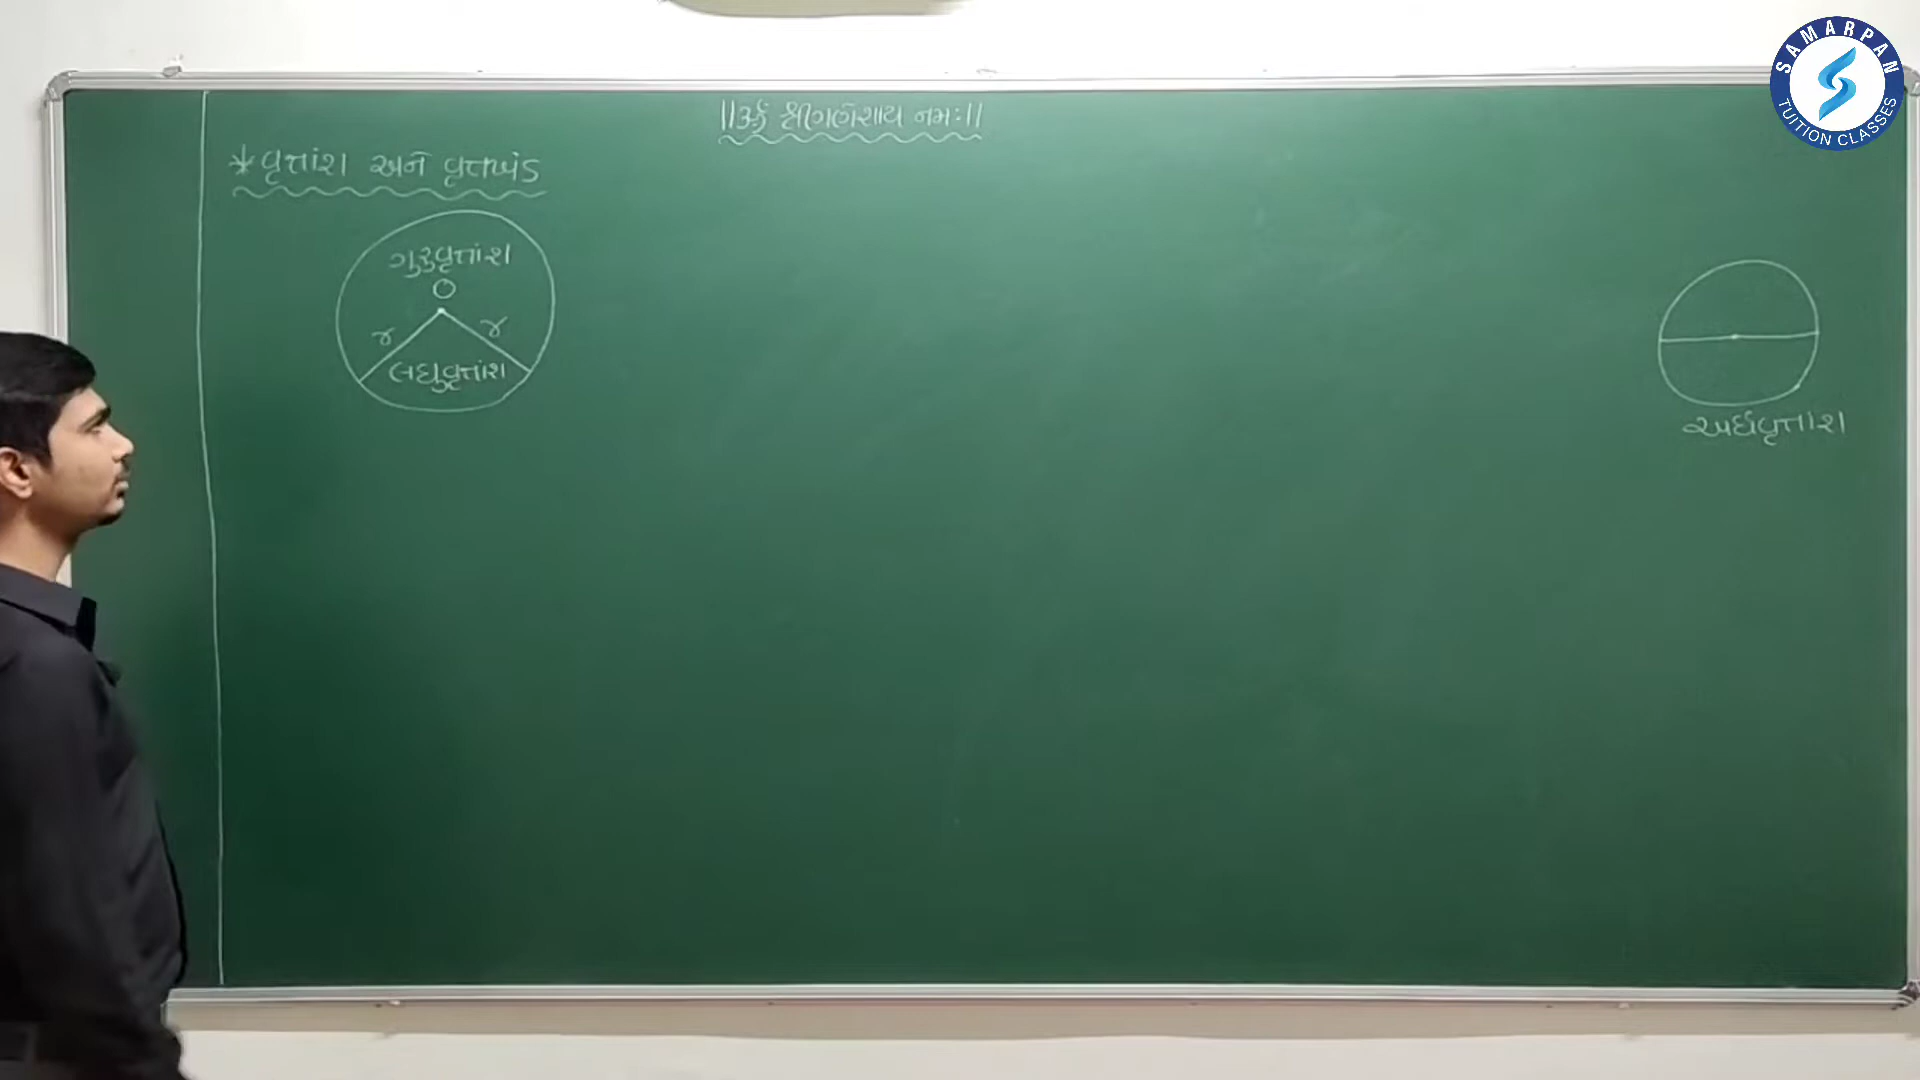 ||ૐ શ્રીગણેશાય નમઃ||
* વૃત્તાંશ અને વૃત્તખંડ
ગુરુવૃત્તાંશ
O
r r
લઘુવૃત્તાંશ
અર્ધવૃત્તાંશ
SAMARPAN
TUITION CLASSES